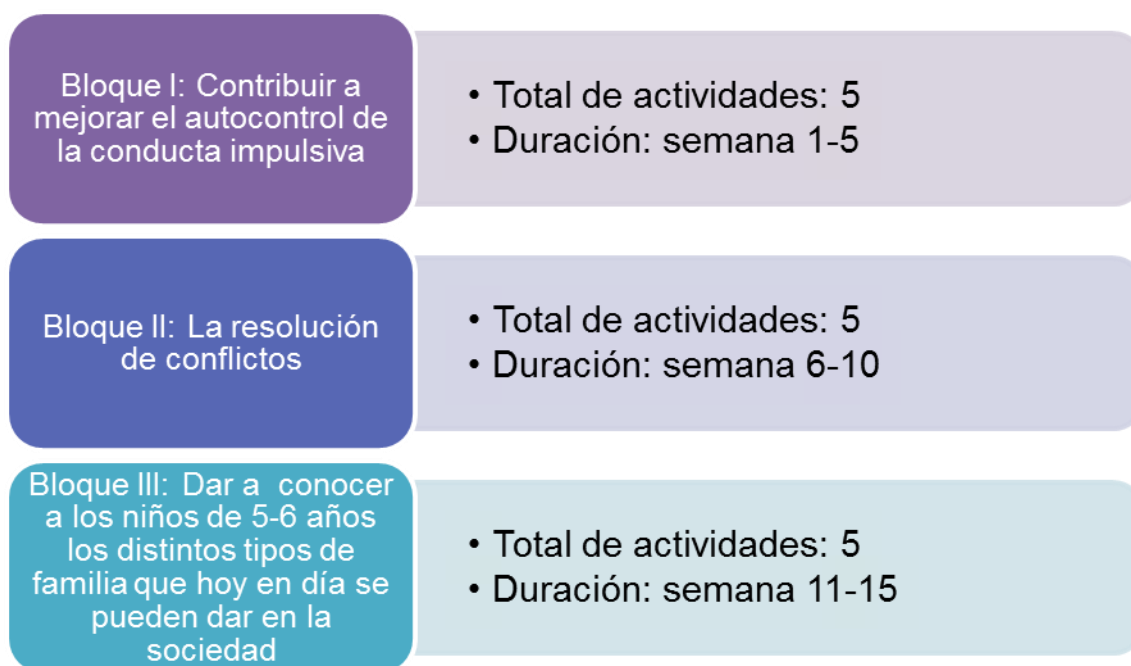 Bloque I: Contribuir a
mejorar el autocontrol de
la conducta impulsiva
• Total de actividades: 5
• Duración: semana 1-5
Bloque II: La resolución
de conflictos
• Total de actividades: 5
• Duración: semana 6-10
Bloque III: Dar a conocer
a los niños de 5-6 años
los distintos tipos de
familia que hoy en día se
pueden dar en la
sociedad
• Total de actividades: 5
• Duración: semana 11-15